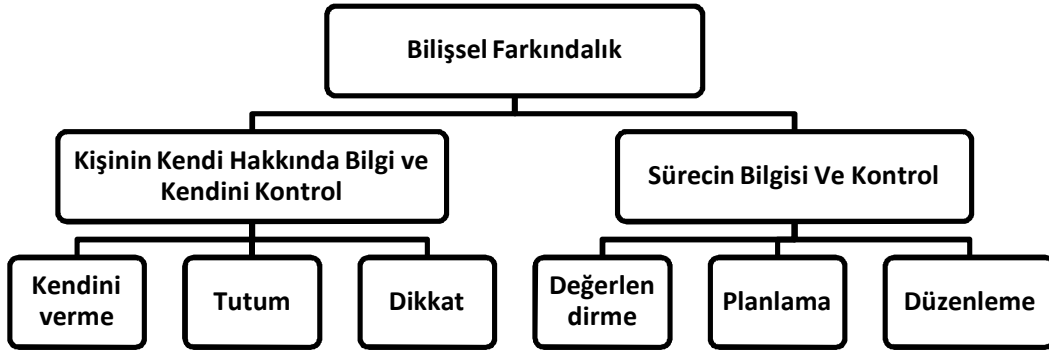 Bilişsel Farkındalık
Kişinin Kendi Hakkında Bilgi ve
Kendini Kontrol
Sürecin Bilgisi Ve Kontrol
Kendini
verme
Tutum
Dikkat
Değerlen
dirme
Planlama
Düzenleme